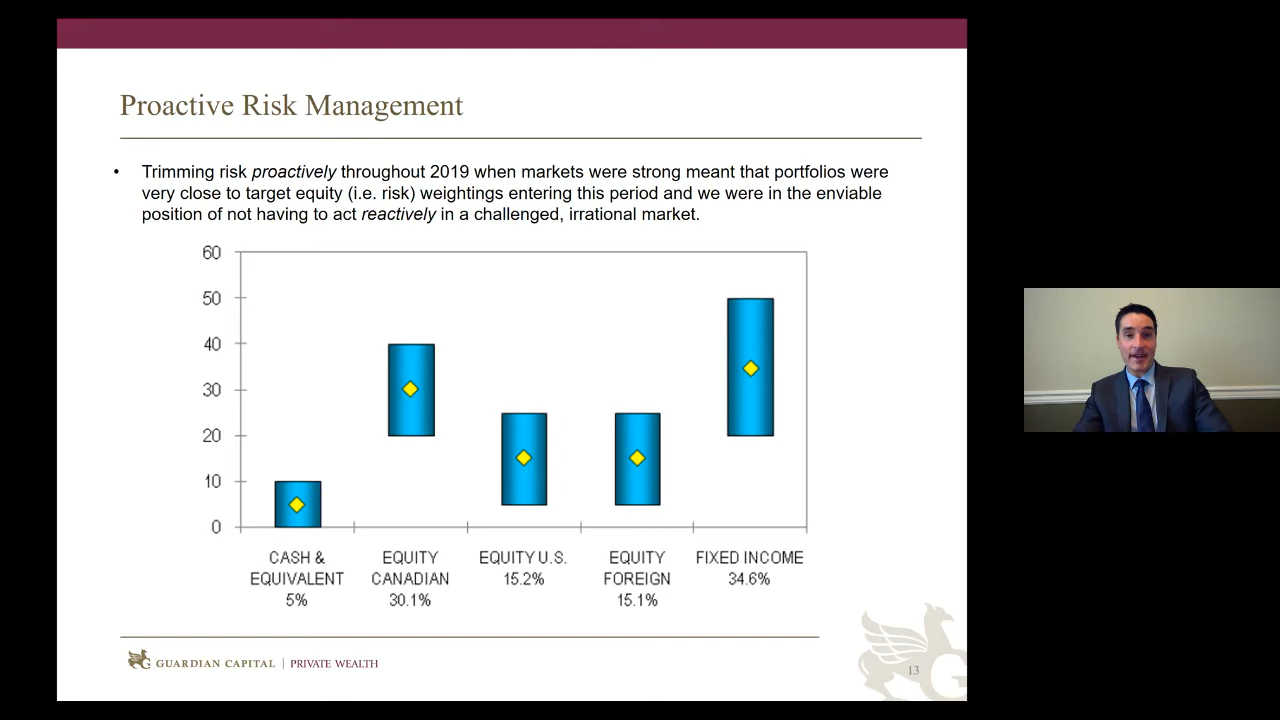 Proactive Risk Management
• Trimming risk proactively throughout 2019 when markets were strong meant that portfolios were
very close to target equity (i.e. risk) weightings entering this period and we were in the enviable
position of not having to act reactively in a challenged, irrational market.
60
50
40
30
20
10
0
CASH & EQUIVALENT 5%
EQUITY CANADIAN 30.1%
EQUITY U.S. 15.2%
EQUITY FOREIGN 15.1%
FIXED INCOME 34.6%
GUARDIAN CAPITAL | PRIVATE WEALTH
13